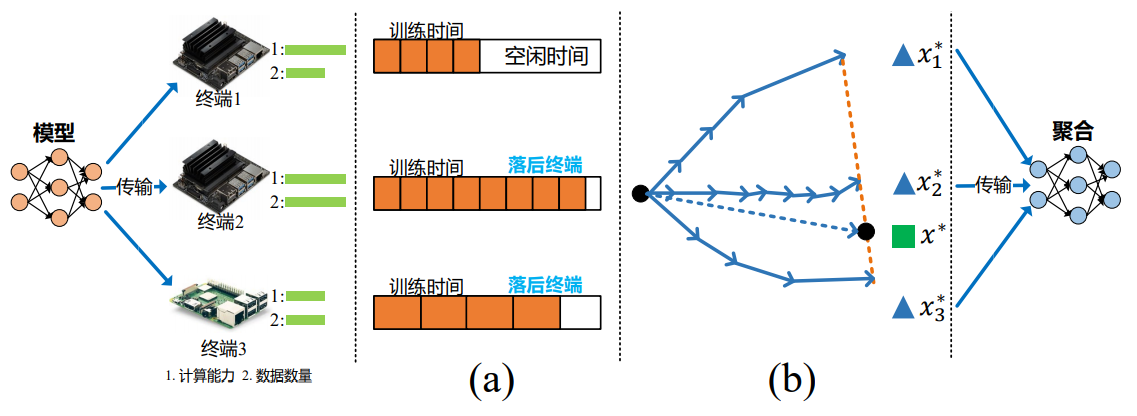 模型
传输
1:
2:
终端1
1:
2:
终端2
1:
2:
终端3
1. 计算能力 2. 数据数量
训练时间
空闲时间
训练时间 落后终端
训练时间 落后终端
(a)
(b)
x₁*
x₂*
x*
x₃*
传输
聚合